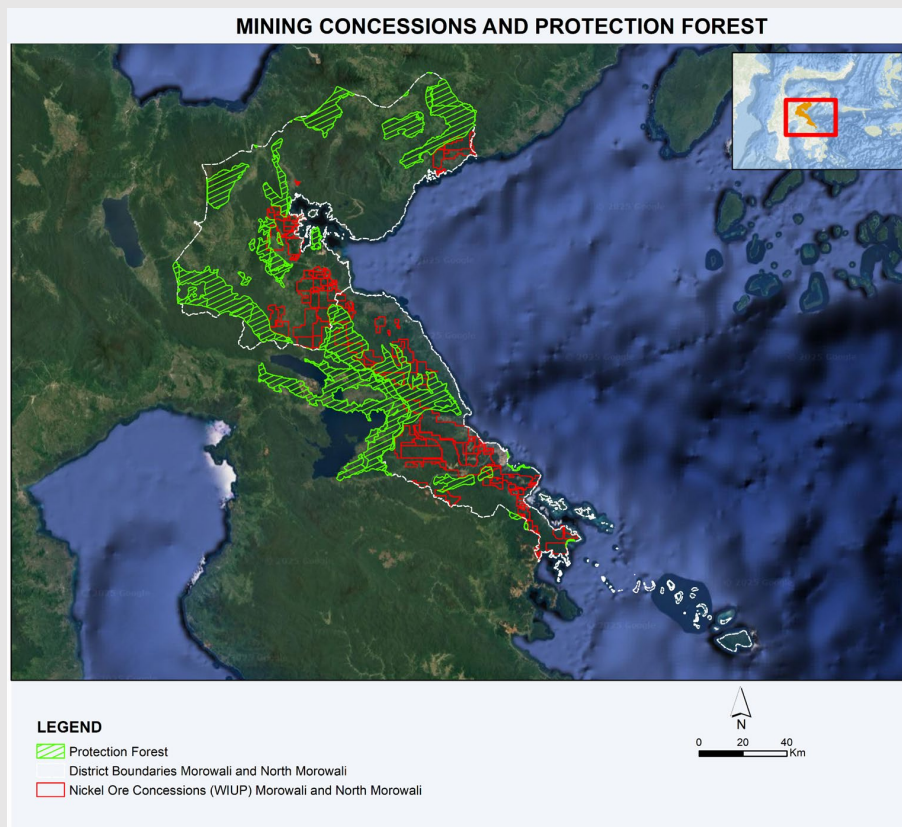 MINING CONCESSIONS AND PROTECTION FOREST
N
0 20 40
Km
LEGEND
Protection Forest
District Boundaries Morowali and North Morowali
Nickel Ore Concessions (WIUP) Morowali and North Morowali